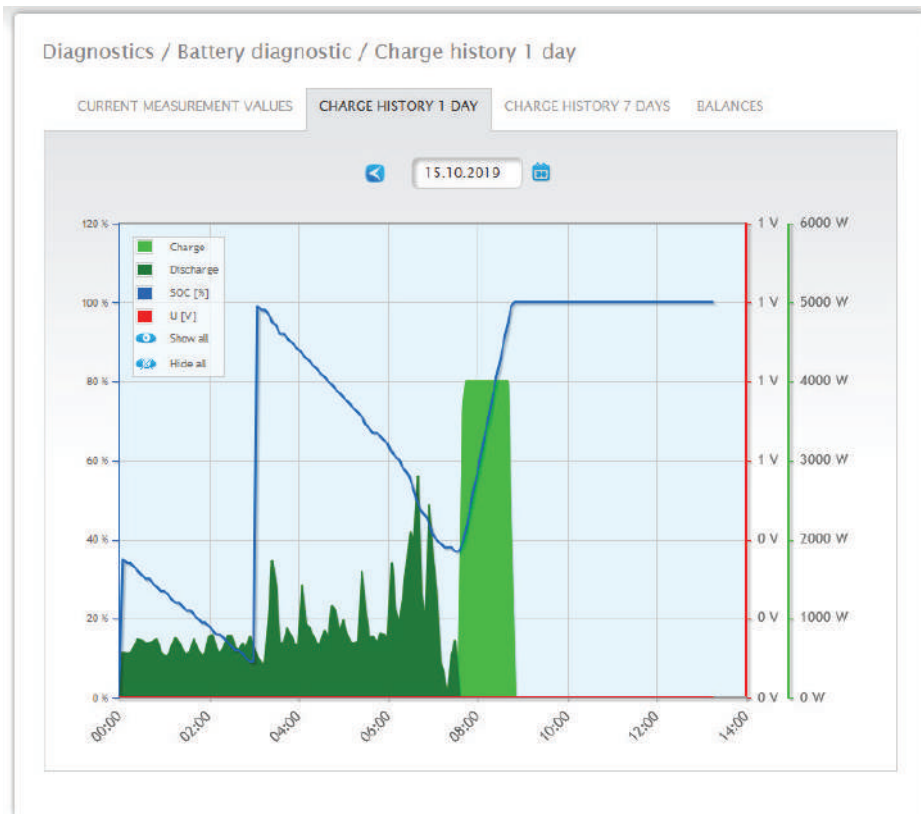 Diagnostics / Battery diagnostic / Charge history 1 day
CURRENT MEASUREMENT VALUES CHARGE HISTORY 1 DAY CHARGE HISTORY 7 DAYS BALANCES
15.10.2019
120 % 1 V 6000 W
Charge
Discharge
SOC [%]
U [V]
Show all
Hide all
100 % 1 V 5000 W
80 % 1 V 4000 W
60 % 1 V 3000 W
40 % 0 V 2000 W
20 % 0 V 1000 W
0 % 0 V 0 W
00:00 02:00 04:00 06:00 08:00 10:00 12:00 14:00